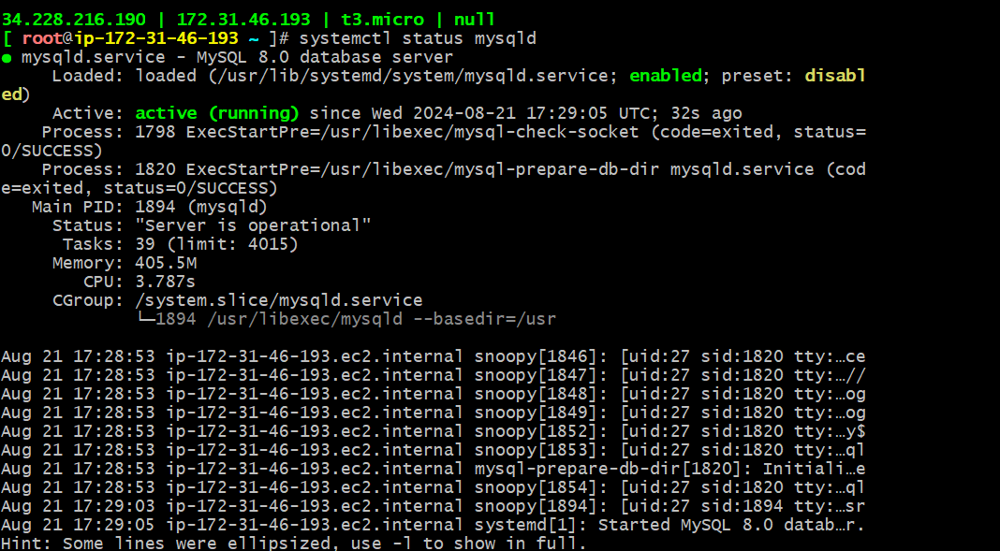 34.228.216.190 | 172.31.46.193 | t3.micro | null
[ root@ip-172-31-46-193 ~ ]# systemctl status mysqld
● mysqld.service - MySQL 8.0 database server
     Loaded: loaded (/usr/lib/systemd/system/mysqld.service; enabled; preset: disabl
ed)
     Active: active (running) since Wed 2024-08-21 17:29:05 UTC; 32s ago
    Process: 1798 ExecStartPre=/usr/libexec/mysql-check-socket (code=exited, status=
0/SUCCESS)
    Process: 1820 ExecStartPre=/usr/libexec/mysql-prepare-db-dir mysqld.service (cod
e=exited, status=0/SUCCESS)
   Main PID: 1894 (mysqld)
     Status: "Server is operational"
      Tasks: 39 (limit: 4015)
     Memory: 405.5M
        CPU: 3.787s
     CGroup: /system.slice/mysqld.service
             └─1894 /usr/libexec/mysqld --basedir=/usr

Aug 21 17:28:53 ip-172-31-46-193.ec2.internal snoopy[1846]: [uid:27 sid:1820 tty:…ce
Aug 21 17:28:53 ip-172-31-46-193.ec2.internal snoopy[1847]: [uid:27 sid:1820 tty:…//
Aug 21 17:28:53 ip-172-31-46-193.ec2.internal snoopy[1848]: [uid:27 sid:1820 tty:…og
Aug 21 17:28:53 ip-172-31-46-193.ec2.internal snoopy[1849]: [uid:27 sid:1820 tty:…og
Aug 21 17:28:53 ip-172-31-46-193.ec2.internal snoopy[1852]: [uid:27 sid:1820 tty:…y$
Aug 21 17:28:53 ip-172-31-46-193.ec2.internal snoopy[1853]: [uid:27 sid:1820 tty:…ql
Aug 21 17:28:53 ip-172-31-46-193.ec2.internal mysql-prepare-db-dir[1820]: Initiali…e
Aug 21 17:28:53 ip-172-31-46-193.ec2.internal snoopy[1854]: [uid:27 sid:1820 tty:…ql
Aug 21 17:29:03 ip-172-31-46-193.ec2.internal snoopy[1894]: [uid:27 sid:1894 tty:…sr
Aug 21 17:29:05 ip-172-31-46-193.ec2.internal systemd[1]: Started MySQL 8.0 datab…r.
Hint: Some lines were ellipsized, use -l to show in full.